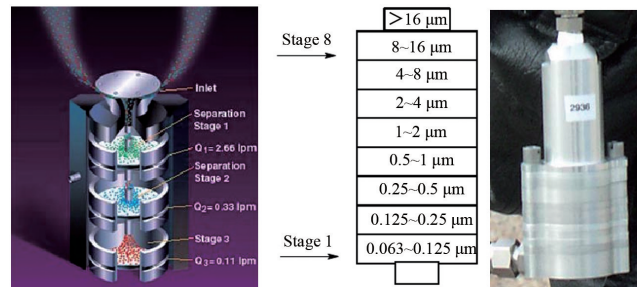 Inlet
Separation
Stage 1
Q₁=2.66 lpm
Separation
Stage 2
Q₂=0.33 lpm
Stage 3
Q₃=0.11 lpm
Stage 8
Stage 1
>16 μm
8~16 μm
4~8 μm
2~4 μm
1~2 μm
0.5~1 μm
0.25~0.5 μm
0.125~0.25 μm
0.063~0.125 μm
2936